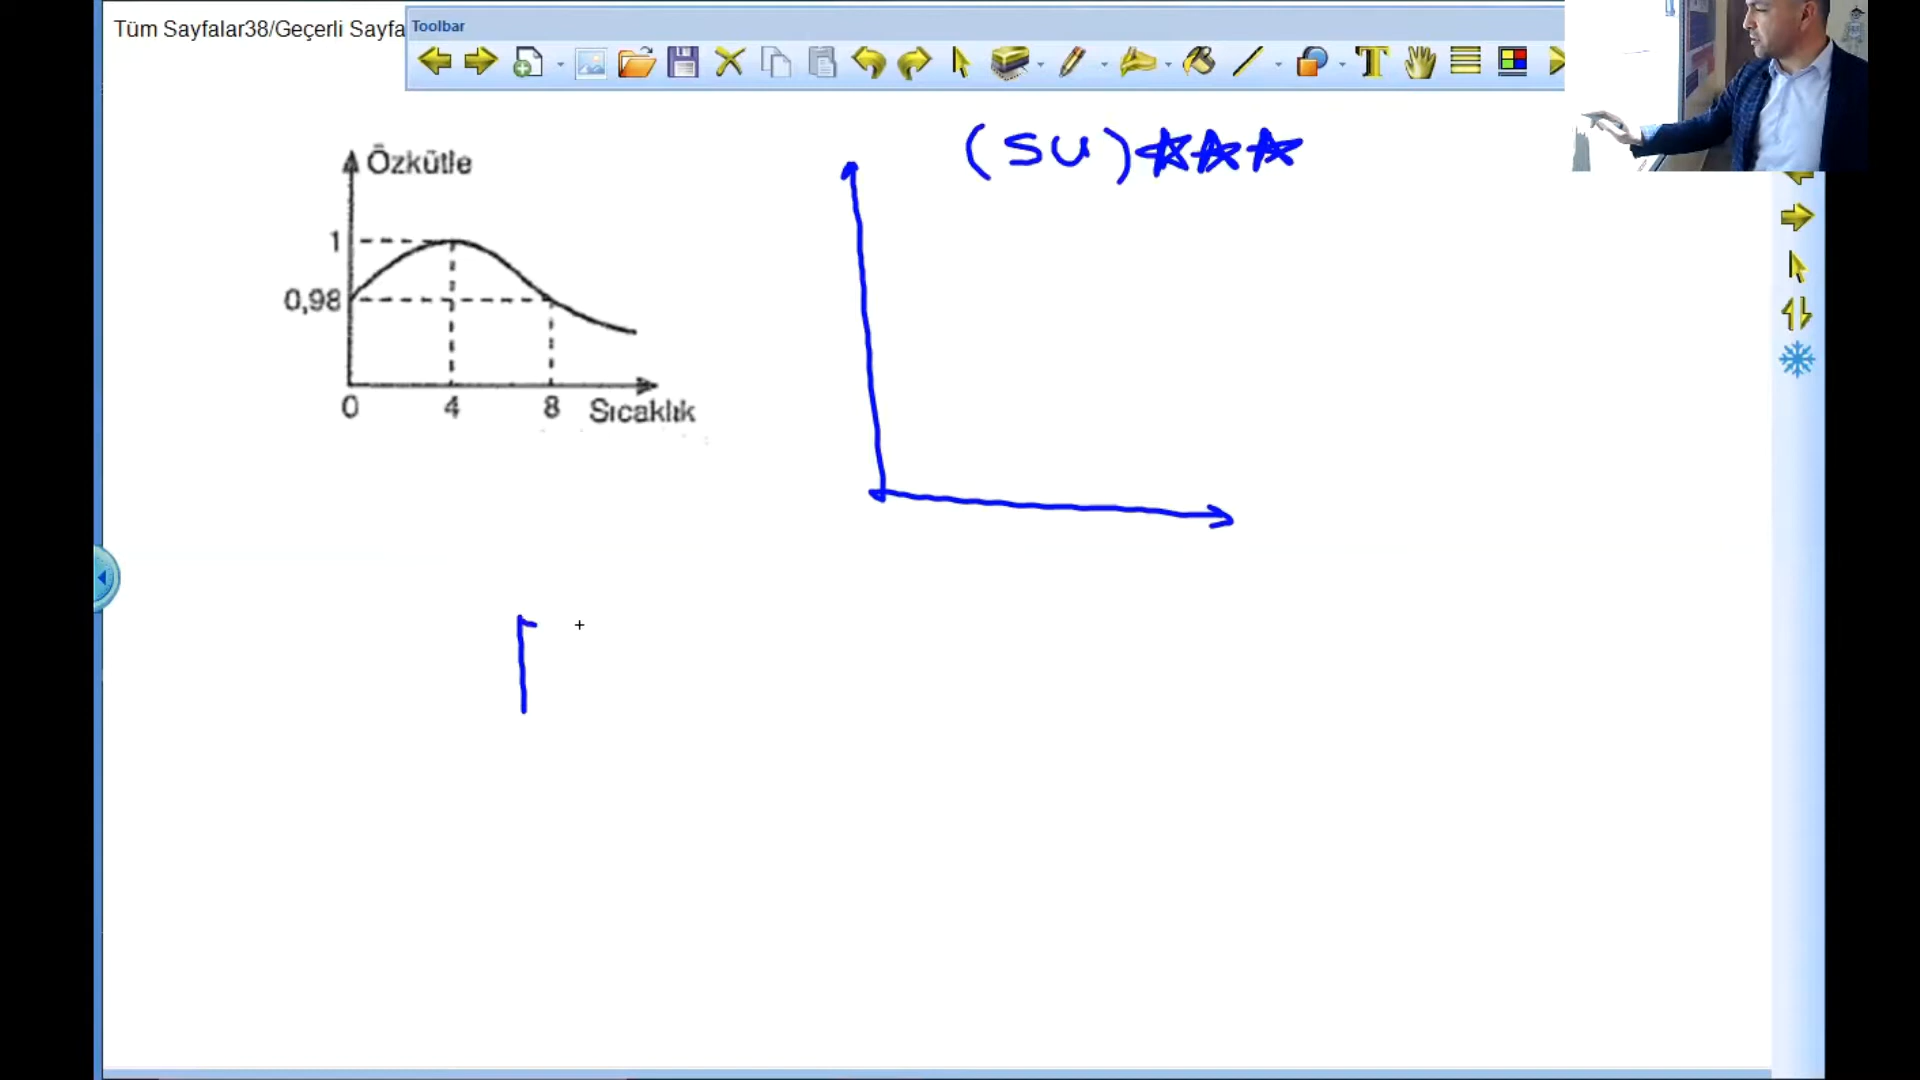 Tüm Sayfalar38/Geçerli Sayfa
Toolbar
(SU)
Özkütle
1
0,98
0 4 8 Sıcaklık